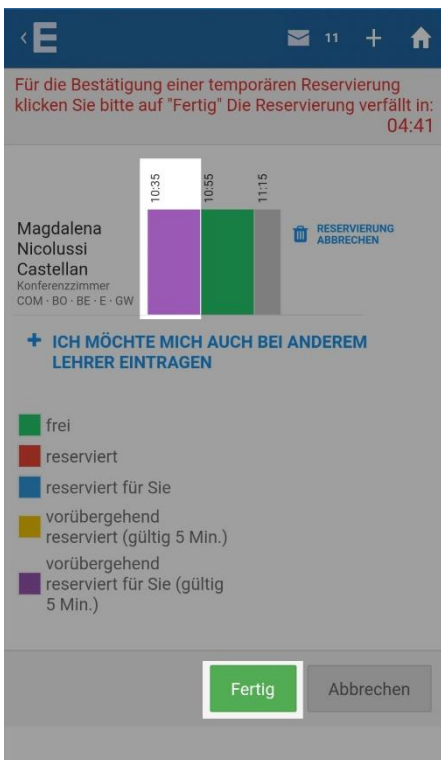 ‹E 11 +
Für die Bestätigung einer temporären Reservierung
klicken Sie bitte auf "Fertig" Die Reservierung verfällt in:
04:41
10:35
10:55
11:15
Magdalena
Nicolussi
Castellan
Konferenzzimmer
COM · BO · BE · E · GW
RESERVIERUNG
ABBRECHEN
+ ICH MÖCHTE MICH AUCH BEI ANDEREM
LEHRER EINTRAGEN
frei
reserviert
reserviert für Sie
vorübergehend
reserviert (gültig 5 Min.)
vorübergehend
reserviert für Sie (gültig
5 Min.)
Fertig
Abbrechen